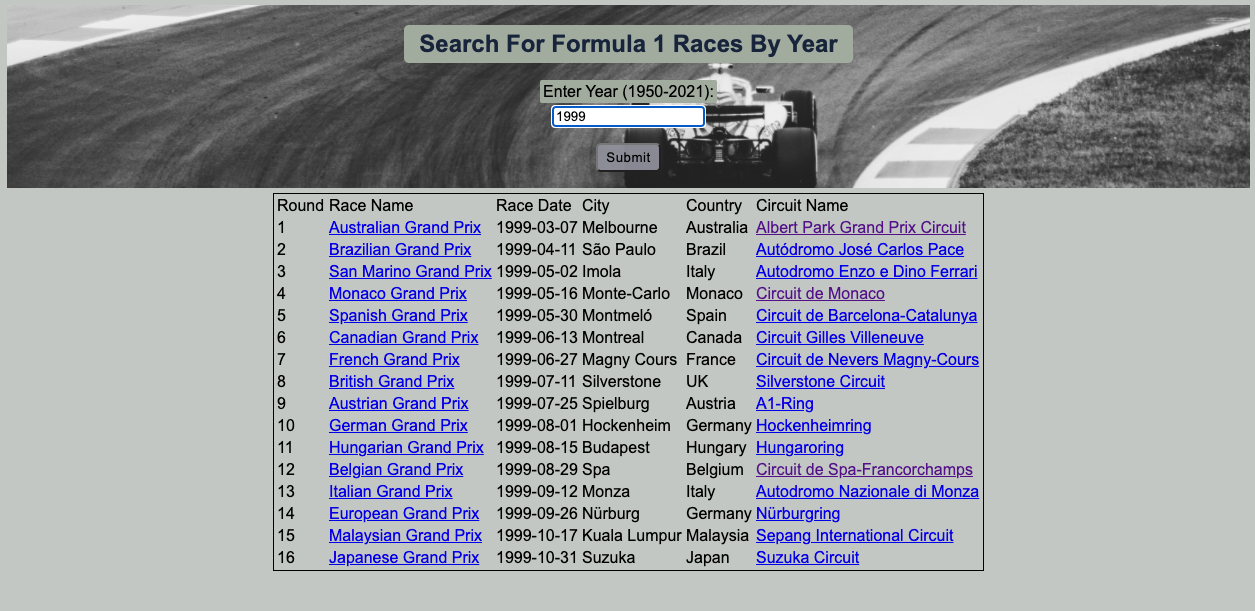 Search For Formula 1 Races By Year
Enter Year (1950-2021):
1999
Submit
Round Race Name Race Date City Country Circuit Name
1 Australian Grand Prix 1999-03-07 Melbourne Australia Albert Park Grand Prix Circuit
2 Brazilian Grand Prix 1999-04-11 São Paulo Brazil Autódromo José Carlos Pace
3 San Marino Grand Prix 1999-05-02 Imola Italy Autodromo Enzo e Dino Ferrari
4 Monaco Grand Prix 1999-05-16 Monte-Carlo Monaco Circuit de Monaco
5 Spanish Grand Prix 1999-05-30 Montmeló Spain Circuit de Barcelona-Catalunya
6 Canadian Grand Prix 1999-06-13 Montreal Canada Circuit Gilles Villeneuve
7 French Grand Prix 1999-06-27 Magny Cours France Circuit de Nevers Magny-Cours
8 British Grand Prix 1999-07-11 Silverstone UK Silverstone Circuit
9 Austrian Grand Prix 1999-07-25 Spielburg Austria A1-Ring
10 German Grand Prix 1999-08-01 Hockenheim Germany Hockenheimring
11 Hungarian Grand Prix 1999-08-15 Budapest Hungary Hungaroring
12 Belgian Grand Prix 1999-08-29 Spa Belgium Circuit de Spa-Francorchamps
13 Italian Grand Prix 1999-09-12 Monza Italy Autodromo Nazionale di Monza
14 European Grand Prix 1999-09-26 Nürburg Germany Nürburgring
15 Malaysian Grand Prix 1999-10-17 Kuala Lumpur Malaysia Sepang International Circuit
16 Japanese Grand Prix 1999-10-31 Suzuka Japan Suzuka Circuit